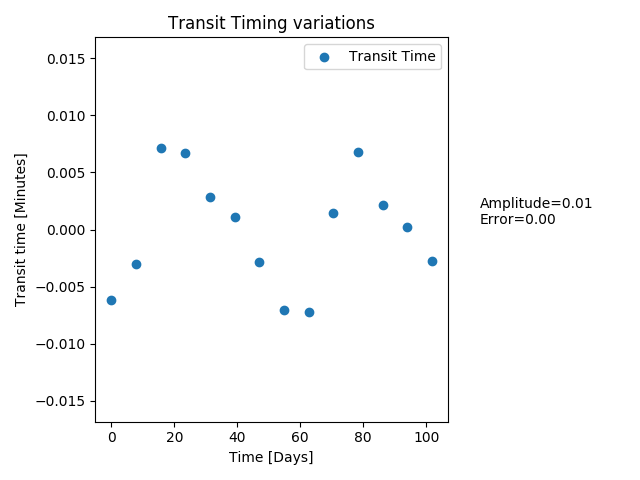 Transit Timing variations
Transit Time
0.015
0.010
0.005
0.000
−0.005
−0.010
−0.015
Transit time [Minutes]
0 20 40 60 80 100
Time [Days]
Amplitude=0.01
Error=0.00